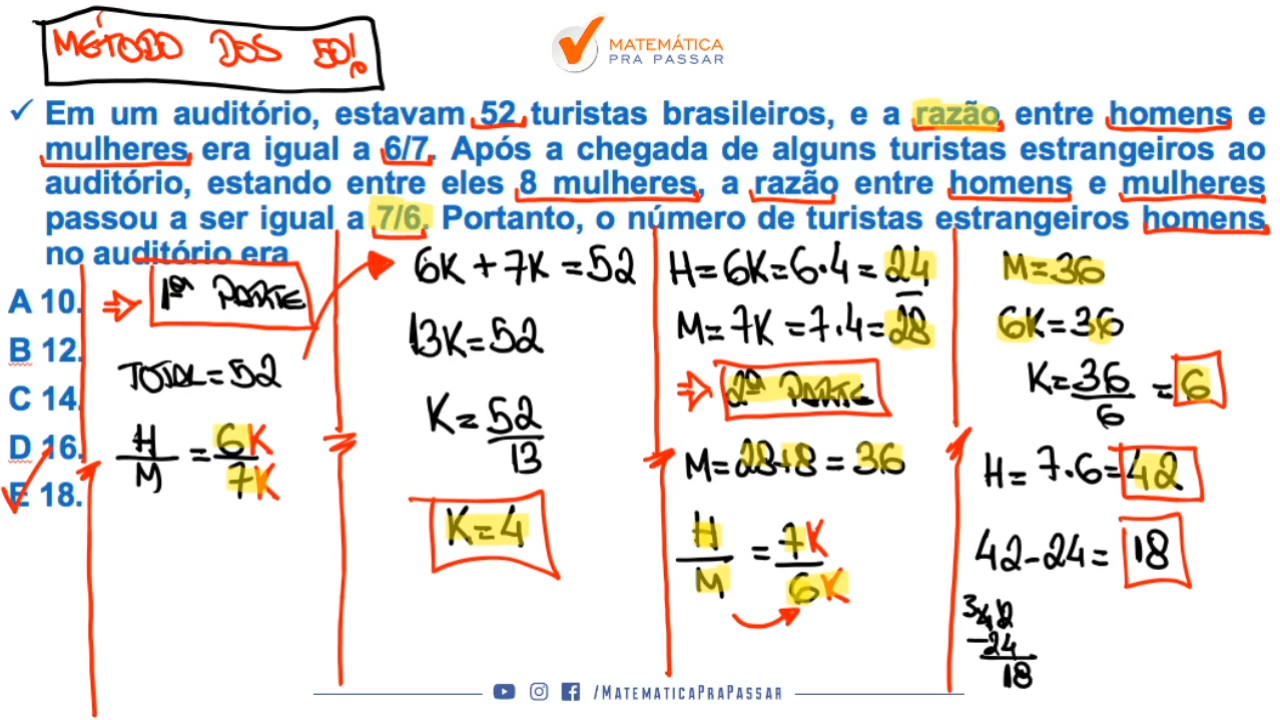 MÉTODO DOS 50!
MATEMÁTICA
PRA PASSAR
✓ Em um auditório, estavam 52 turistas brasileiros, e a razão entre homens e
mulheres era igual a 6/7. Após a chegada de alguns turistas estrangeiros ao
auditório, estando entre eles 8 mulheres, a razão entre homens e mulheres
passou a ser igual a 7/6. Portanto, o número de turistas estrangeiros homens
no auditório era
A 10.
B 12.
C 14.
D 16.
E 18.
⇒ 1ª PARTE
TOTAL = 52
H/M = 6K/7K
6K + 7K = 52
13K = 52
K = 52/13
K = 4
H = 6K = 6.4 = 24
M = 7K = 7.4 = 28
⇒ 2ª PARTE
M = 28+8 = 36
H/M = 7K/6K
M = 36
6K = 36
K = 36/6 = 6
H = 7.6 = 42
42 - 24 = 18
3 12
42
-24
18
/MatematicaPraPassar